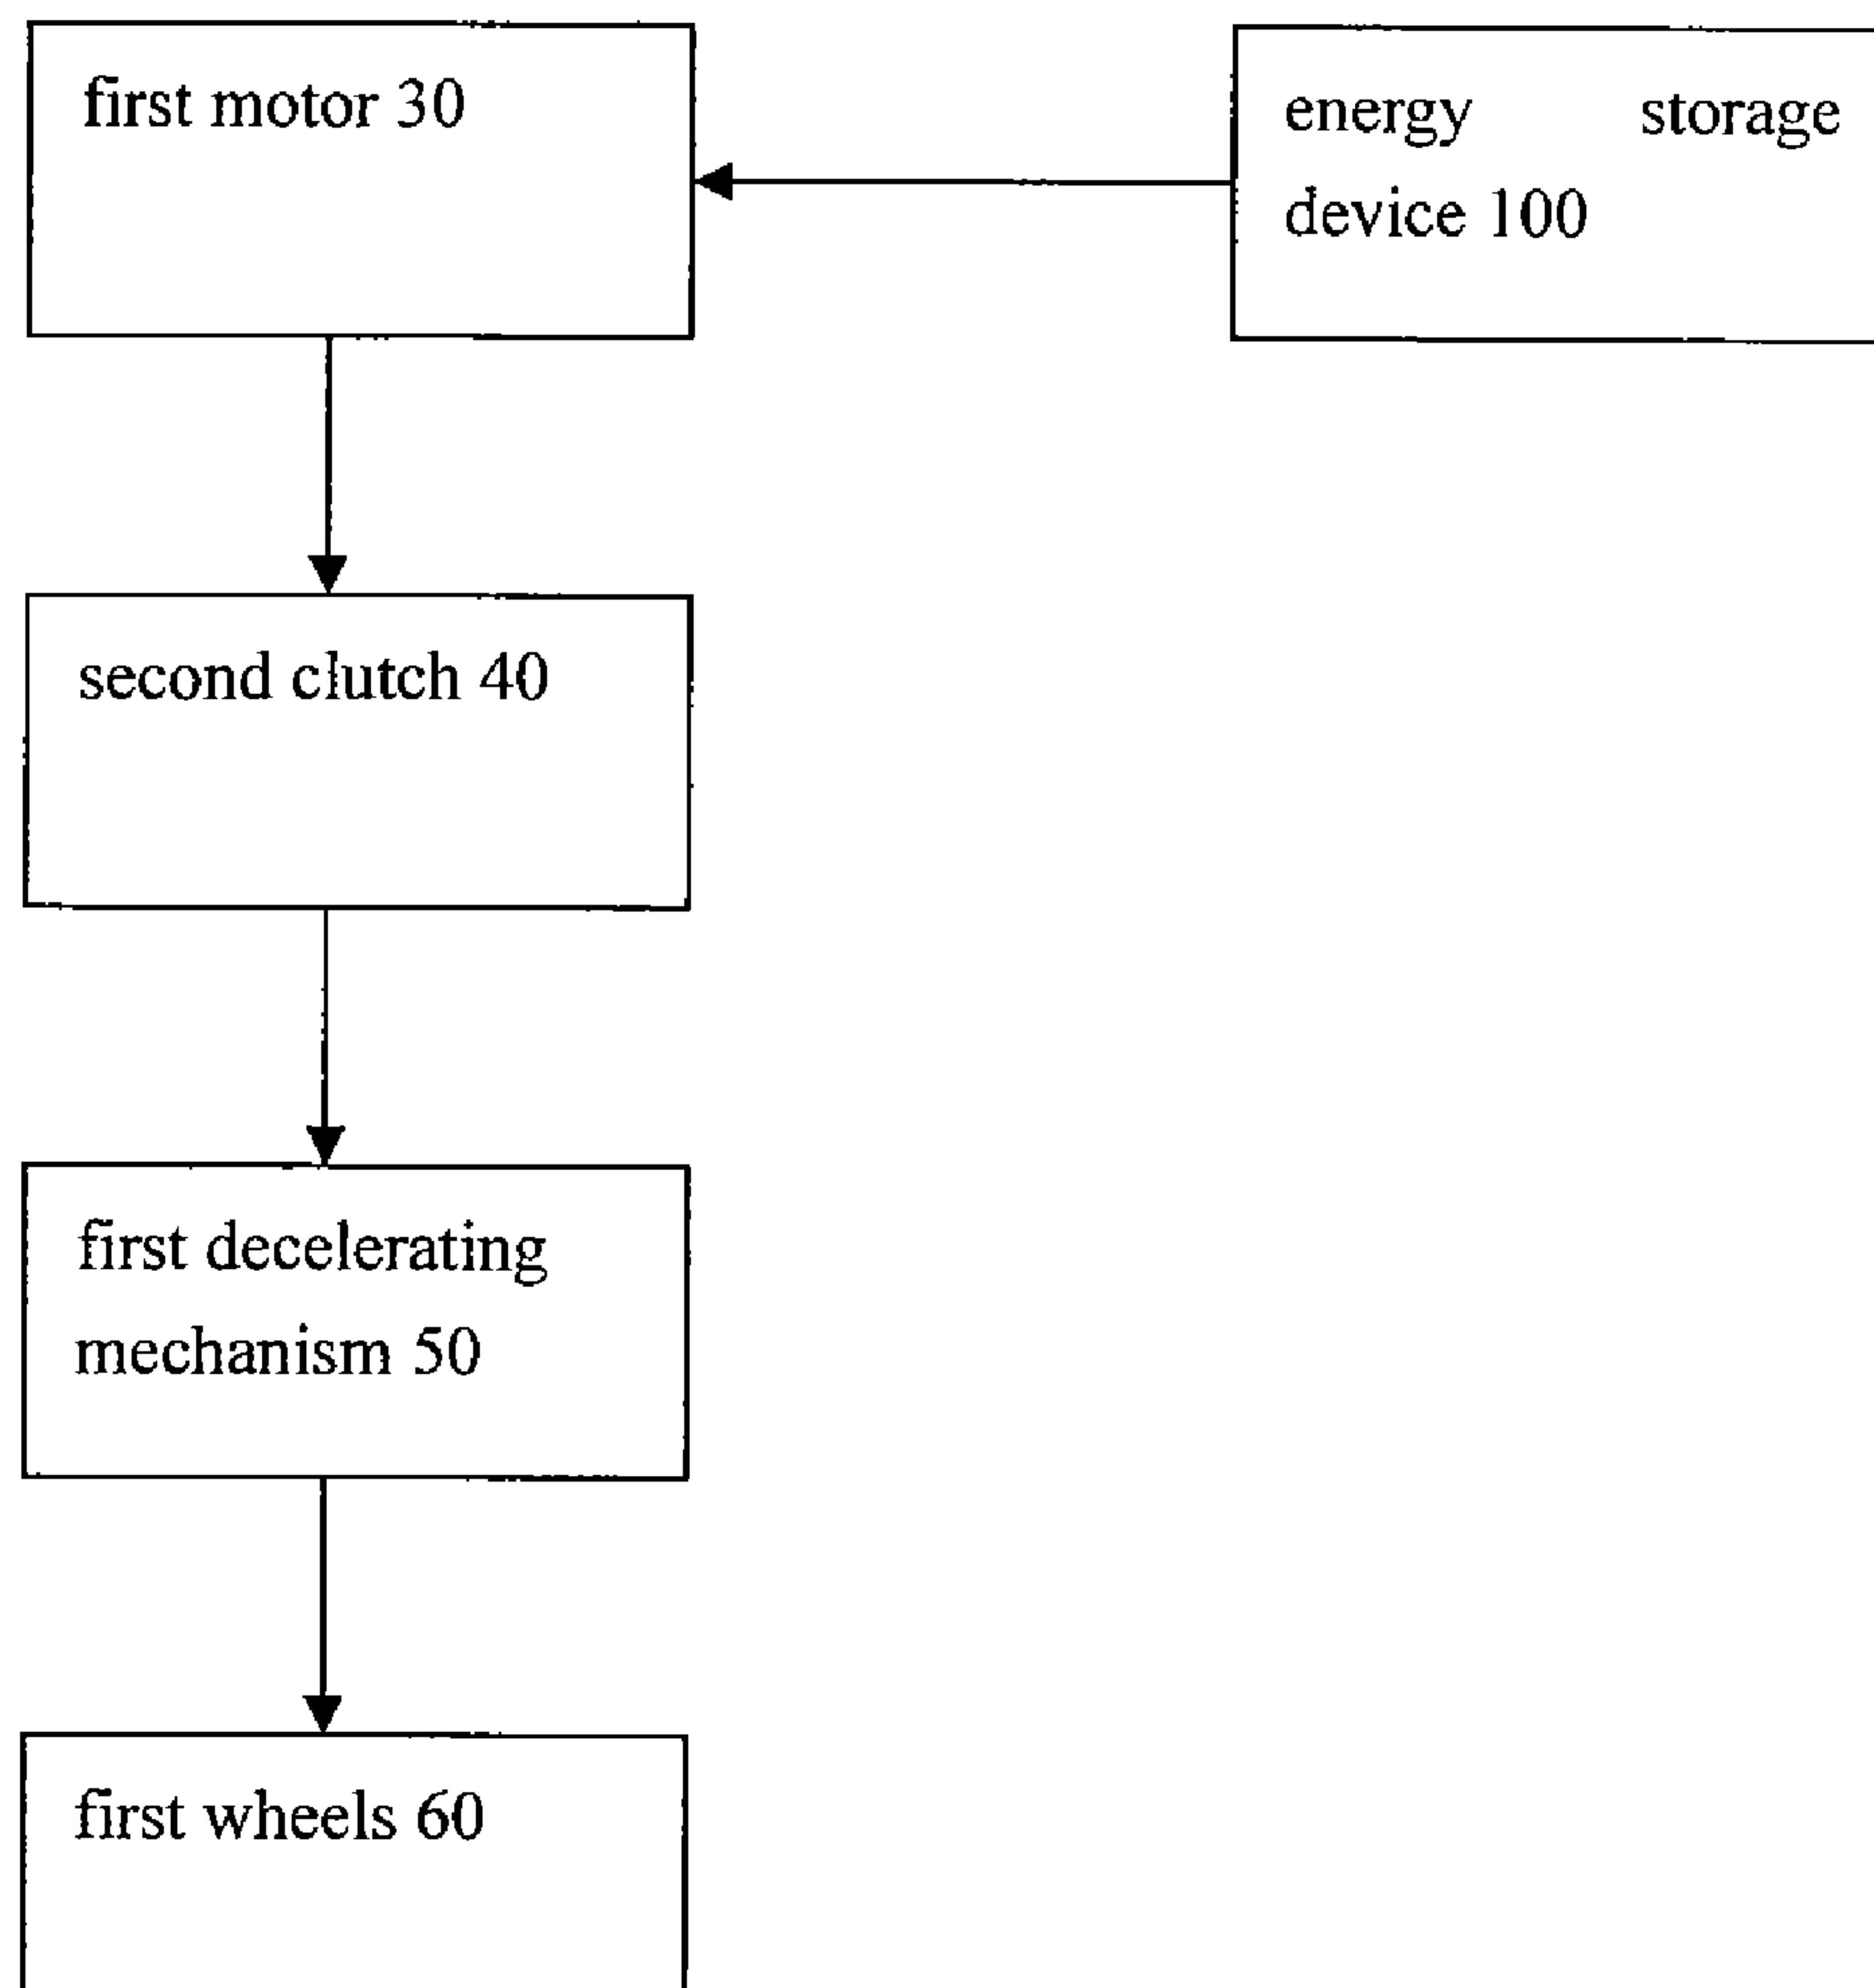 first motor 30
energy storage
device 100
second clutch 40
first decelerating
mechanism 50
first wheels 60